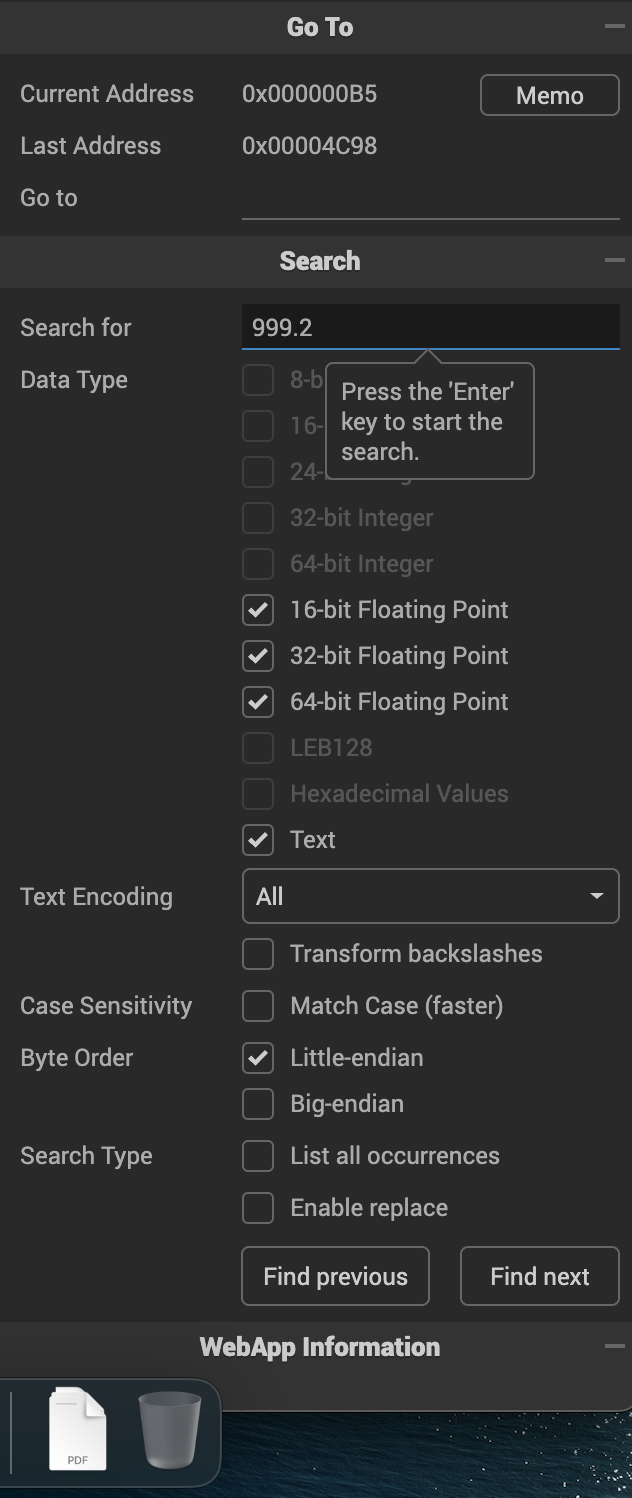 Go To
Current Address 0x000000B5 Memo
Last Address 0x00004C98
Go to
Search
Search for 999.2
Data Type 8-b
Press the 'Enter'
key to start the
search.
16-
24-
32-bit Integer
64-bit Integer
16-bit Floating Point
32-bit Floating Point
64-bit Floating Point
LEB128
Hexadecimal Values
Text
Text Encoding All
Transform backslashes
Case Sensitivity Match Case (faster)
Byte Order Little-endian
Big-endian
Search Type List all occurrences
Enable replace
Find previous Find next
WebApp Information
PDF